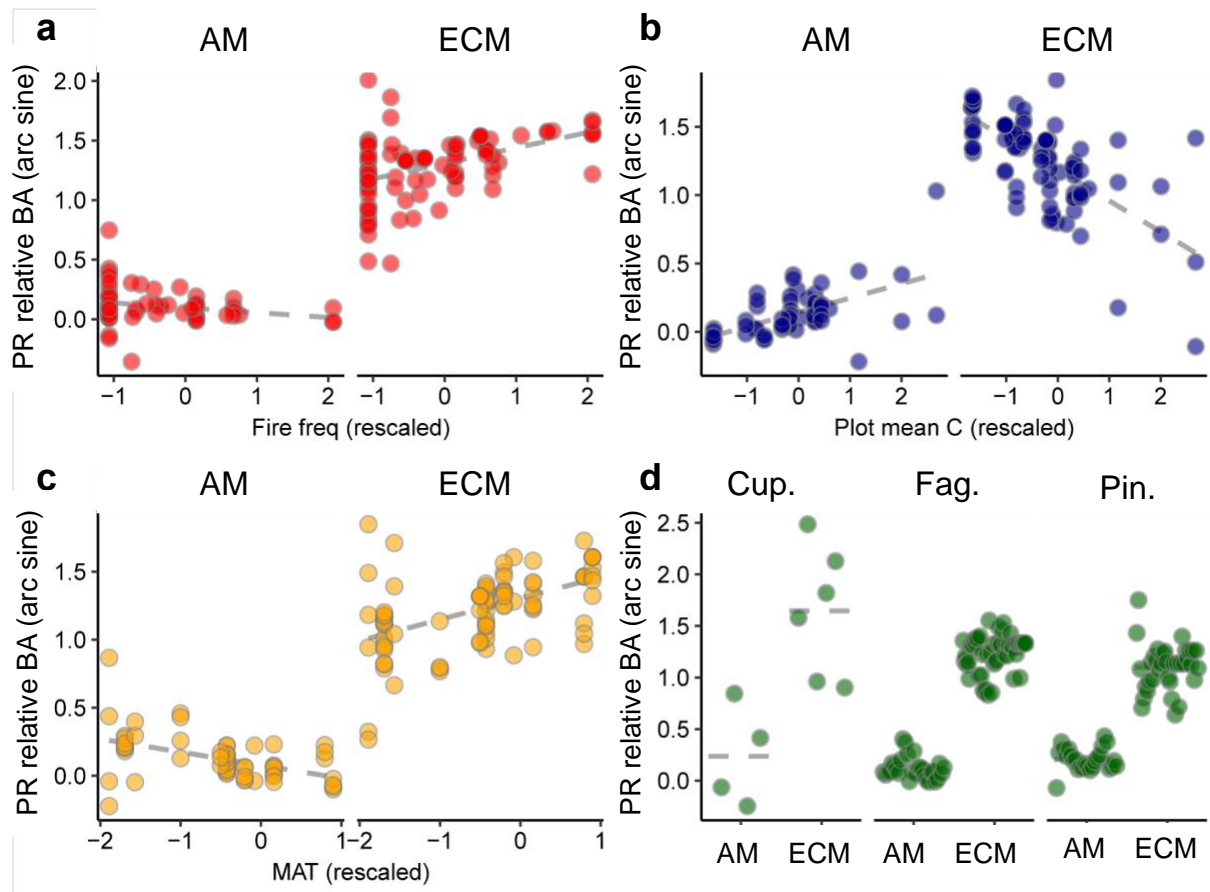 a
AM
ECM
PR relative BA (arc sine)
2.0
1.5
1.0
0.5
0.0
−1 0 1 2
−1 0 1 2
Fire freq (rescaled)
b
AM
ECM
PR relative BA (arc sine)
1.5
1.0
0.5
0.0
−1 0 1 2
−1 0 1 2
Plot mean C (rescaled)
c
AM
ECM
PR relative BA (arc sine)
1.5
1.0
0.5
0.0
−2 −1 0 1
−2 −1 0 1
MAT (rescaled)
d
Cup.
Fag.
Pin.
PR relative BA (arc sine)
2.5
2.0
1.5
1.0
0.5
0.0
AM ECM
AM ECM
AM ECM